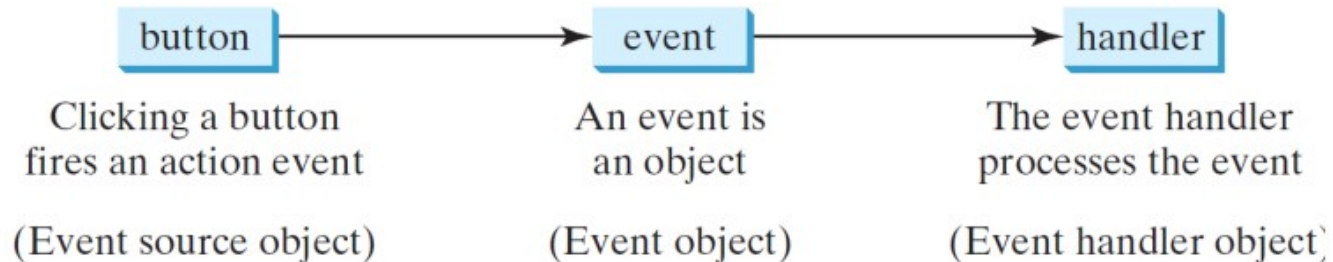 button event handler
Clicking a button An event is The event handler
fires an action event an object processes the event
(Event source object) (Event object) (Event handler object)